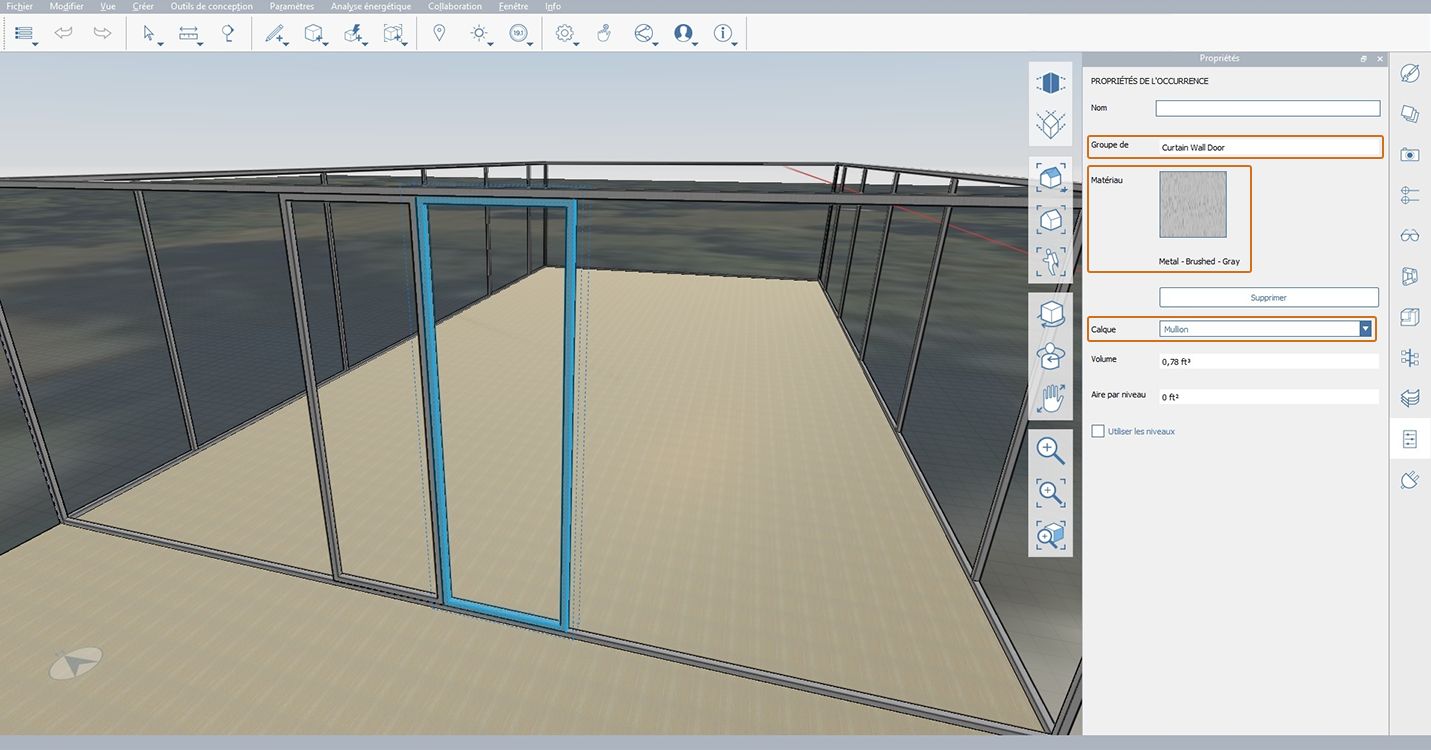 Fichier Modifier Vue Créer Outils de conception Paramètres Analyse énergétique Collaboration Fenêtre Info
19.1
Propriétés
PROPRIÉTÉS DE L'OCCURRENCE
Nom
Groupe de Curtain Wall Door
Matériau
Metal - Brushed - Gray
Supprimer
Calque Mullion
Volume 0,78 ft³
Aire par niveau 0 ft²
Utiliser les niveaux